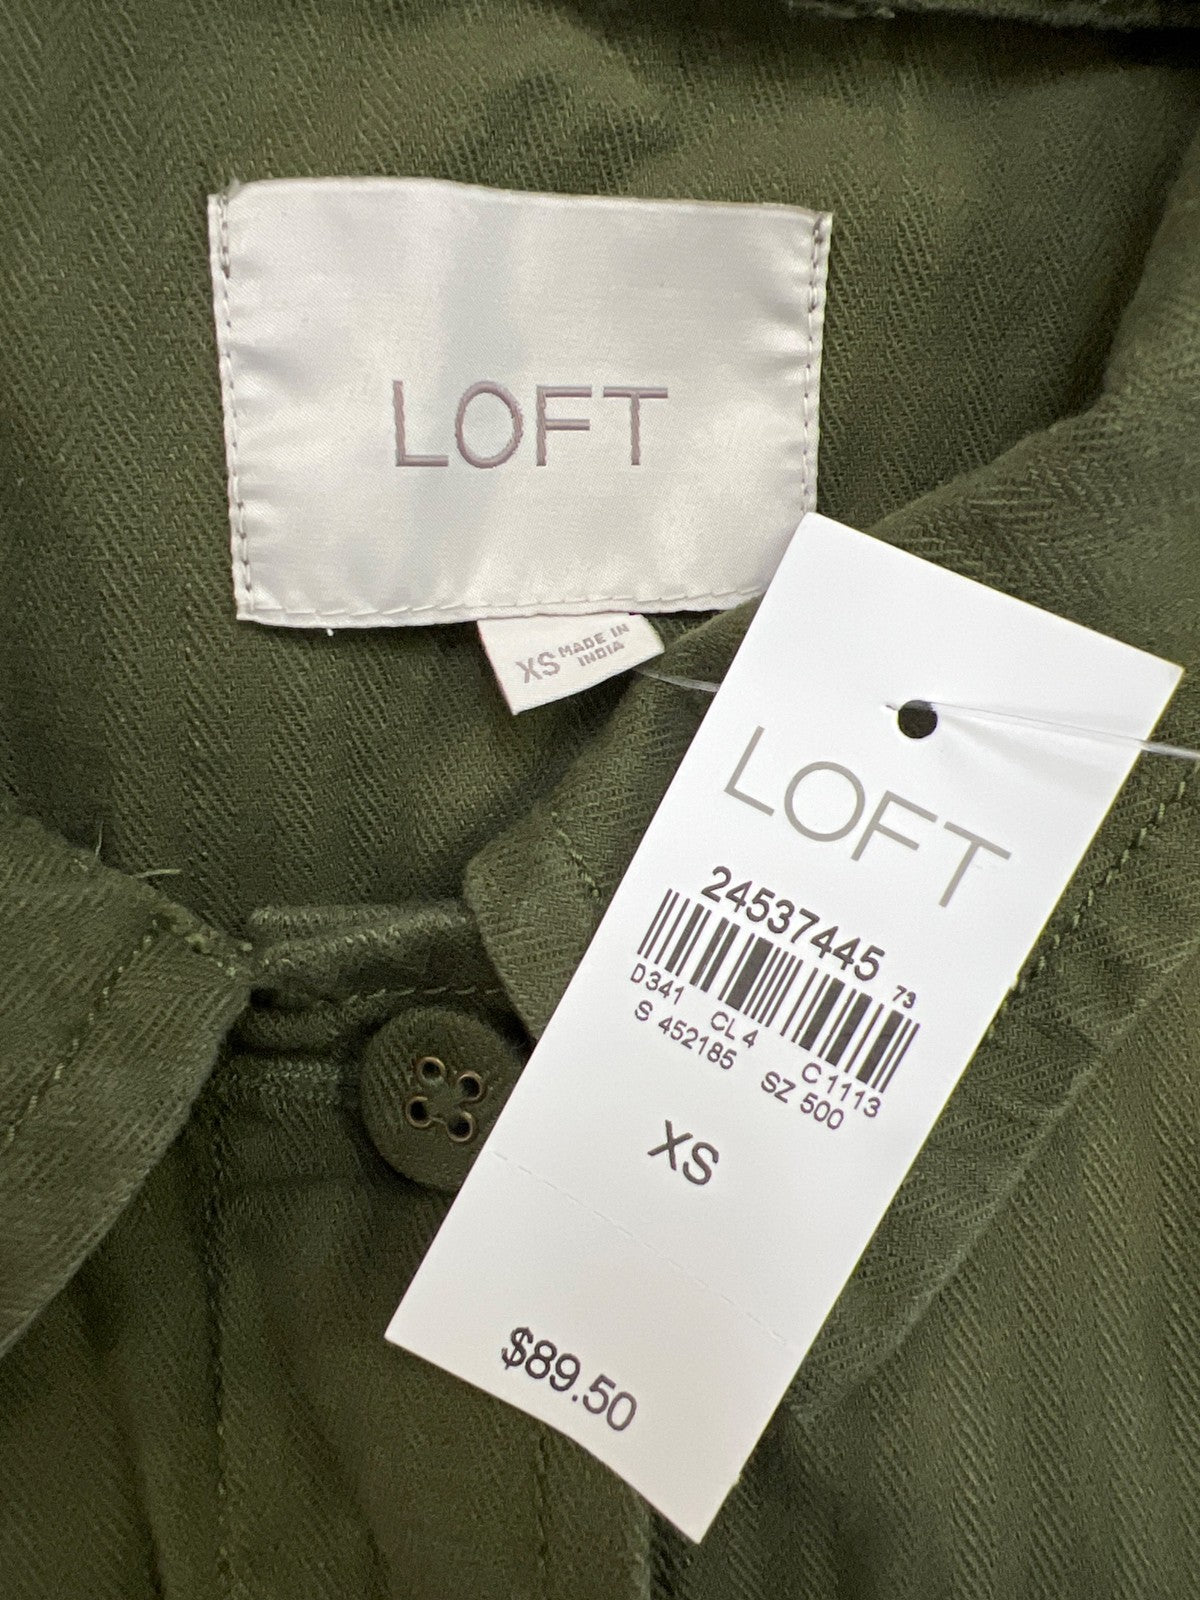 LOFT
XS MADE IN
INDIA
LOFT
24537445 73
D341 CL 4 C 1113
S 452185 SZ 500
XS
$89.50